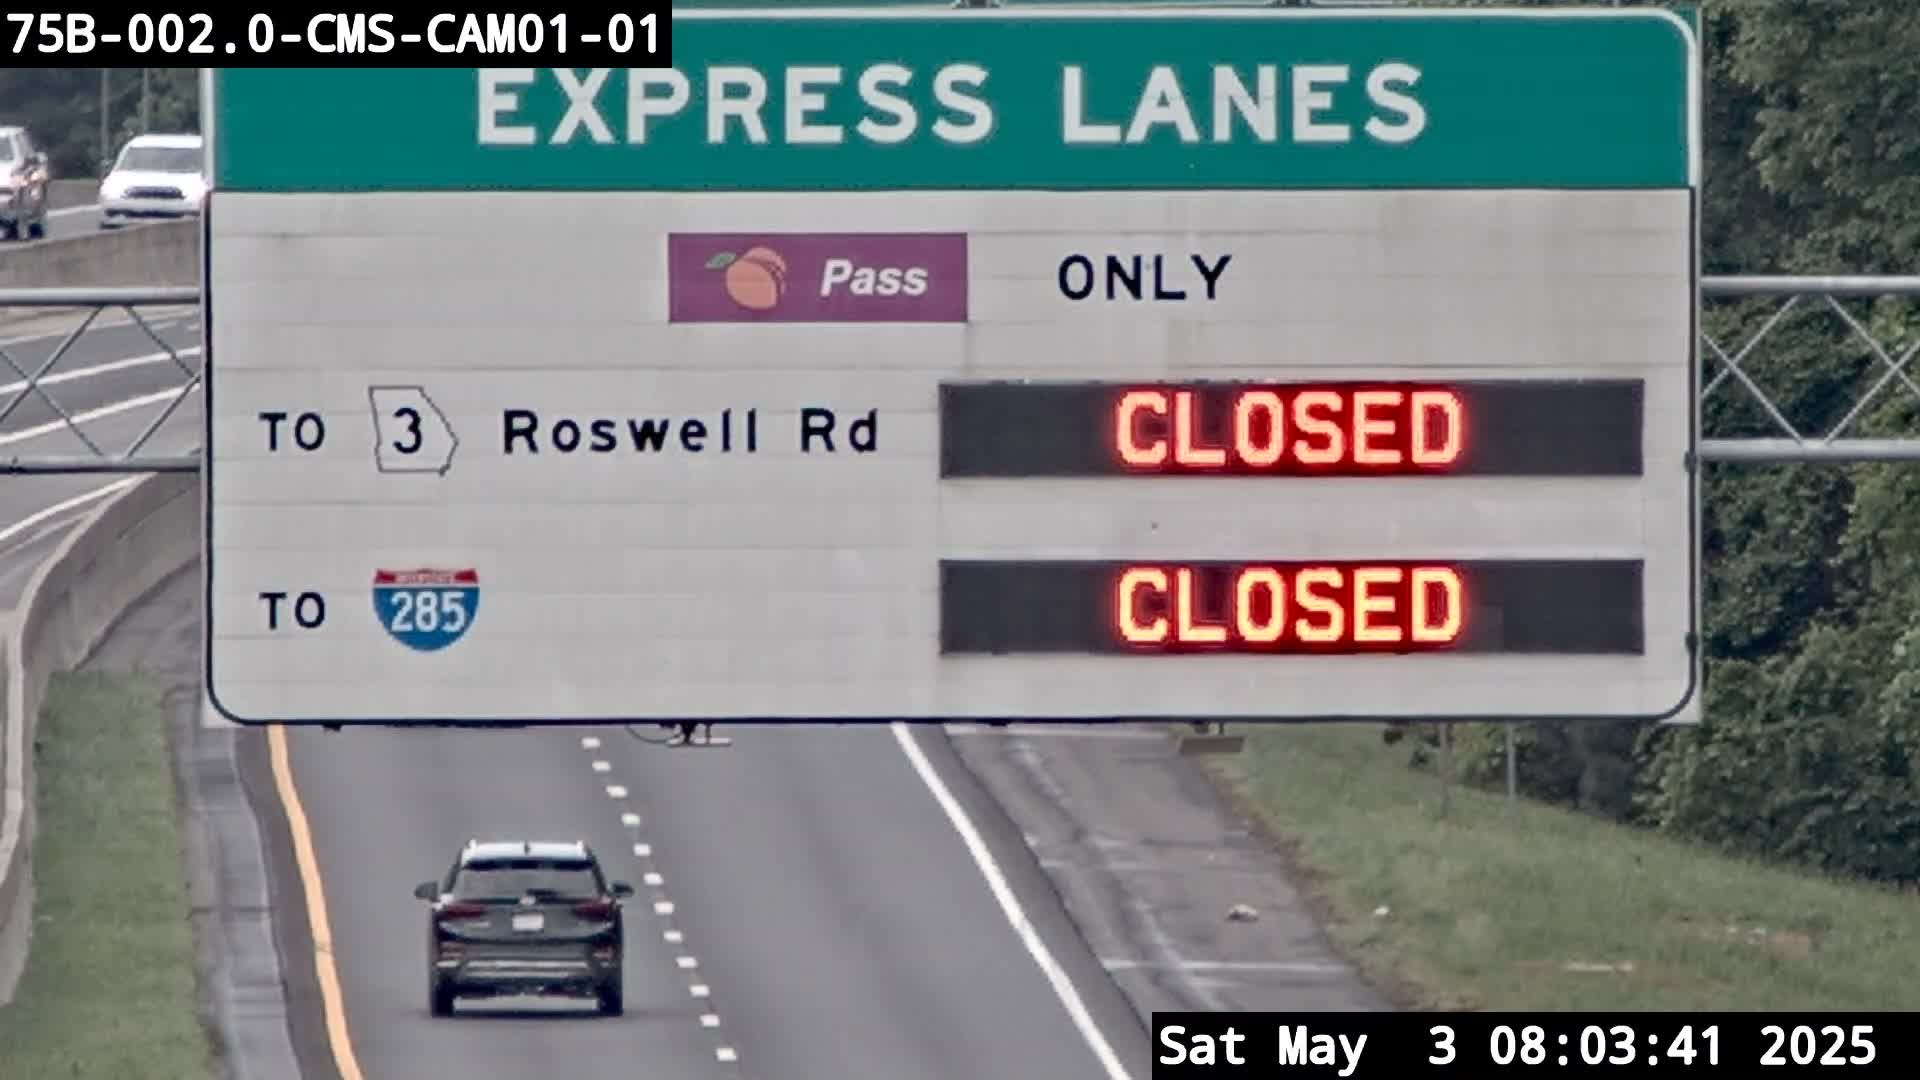 75B-002.0-CMS-CAM01-01
EXPRESS LANES
Pass ONLY
TO 3 Roswell Rd CLOSED
TO 285 CLOSED
Sat May 3 08:03:41 2025